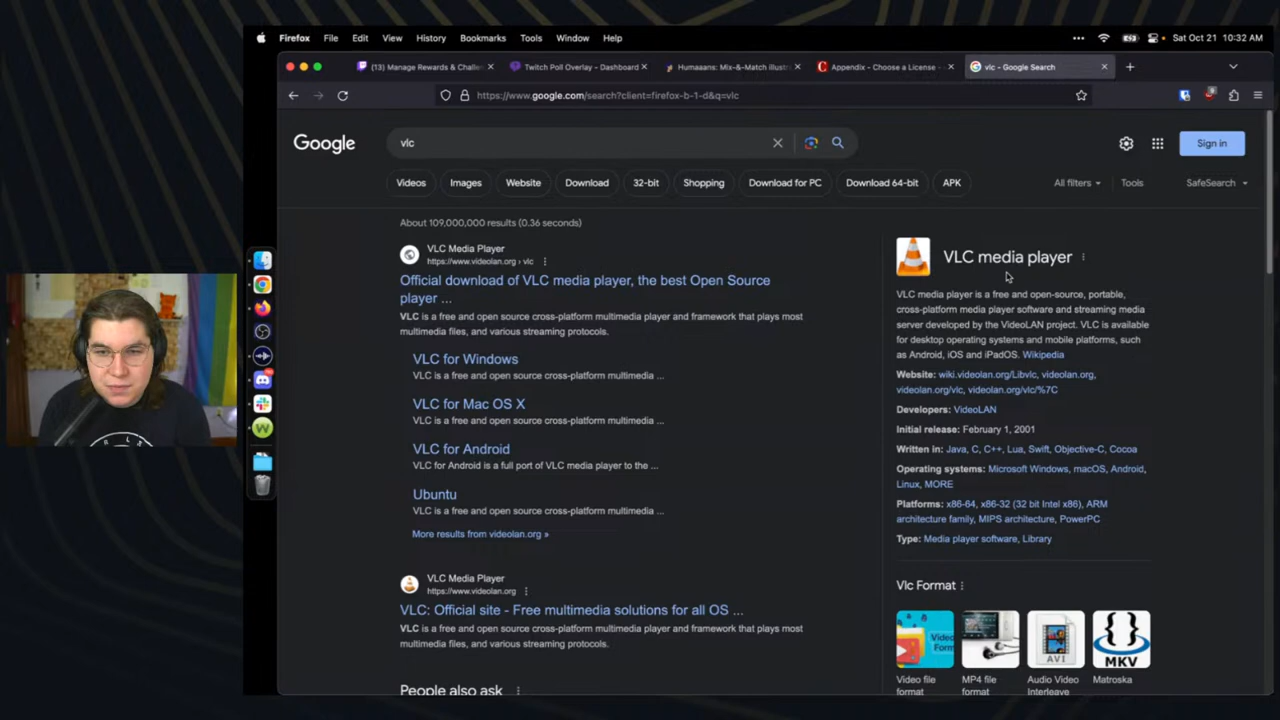 Firefox File Edit View History Bookmarks Tools Window Help
Sat Oct 21 10:32 AM
(13) Manage Rewards & Challe
Twitch Poll Overlay - Dashboard
Humaaans: Mix-&-Match illustr
Appendix - Choose a License
vlc - Google Search
https://www.google.com/search?client=firefox-b-1-d&q=vlc
Google
vlc
Sign in
Videos
Images
Website
Download
32-bit
Shopping
Download for PC
Download 64-bit
APK
All filters
Tools
SafeSearch
About 109,000,000 results (0.36 seconds)
VLC Media Player
https://www.videolan.org › vlc
Official download of VLC media player, the best Open Source
player ...
VLC is a free and open source cross-platform multimedia player and framework that plays most
multimedia files, and various streaming protocols.
VLC for Windows
VLC is a free and open source cross-platform multimedia ...
VLC for Mac OS X
VLC is a free and open source cross-platform multimedia ...
VLC for Android
VLC for Android is a full port of VLC media player to the ...
Ubuntu
VLC is a free and open source cross-platform multimedia ...
More results from videolan.org »
VLC Media Player
https://www.videolan.org
VLC: Official site - Free multimedia solutions for all OS ...
VLC is a free and open source cross-platform multimedia player and framework that plays most
multimedia files, and various streaming protocols.
People also ask
VLC media player
VLC media player is a free and open-source, portable,
cross-platform media player software and streaming media
server developed by the VideoLAN project. VLC is available
for desktop operating systems and mobile platforms, such
as Android, iOS and iPadOS. Wikipedia
Website: wiki.videolan.org/Libvlc, videolan.org,
videolan.org/vlc, videolan.org/vlc/%7C
Developers: VideoLAN
Initial release: February 1, 2001
Written in: Java, C, C++, Lua, Swift, Objective-C, Cocoa
Operating systems: Microsoft Windows, macOS, Android,
Linux, MORE
Platforms: x86-64, x86-32 (32 bit Intel x86), ARM
architecture family, MIPS architecture, PowerPC
Type: Media player software, Library
Vlc Format
AVI
MKV
Video file
format
MP4 file
format
Audio Video
Interleave
Matroska